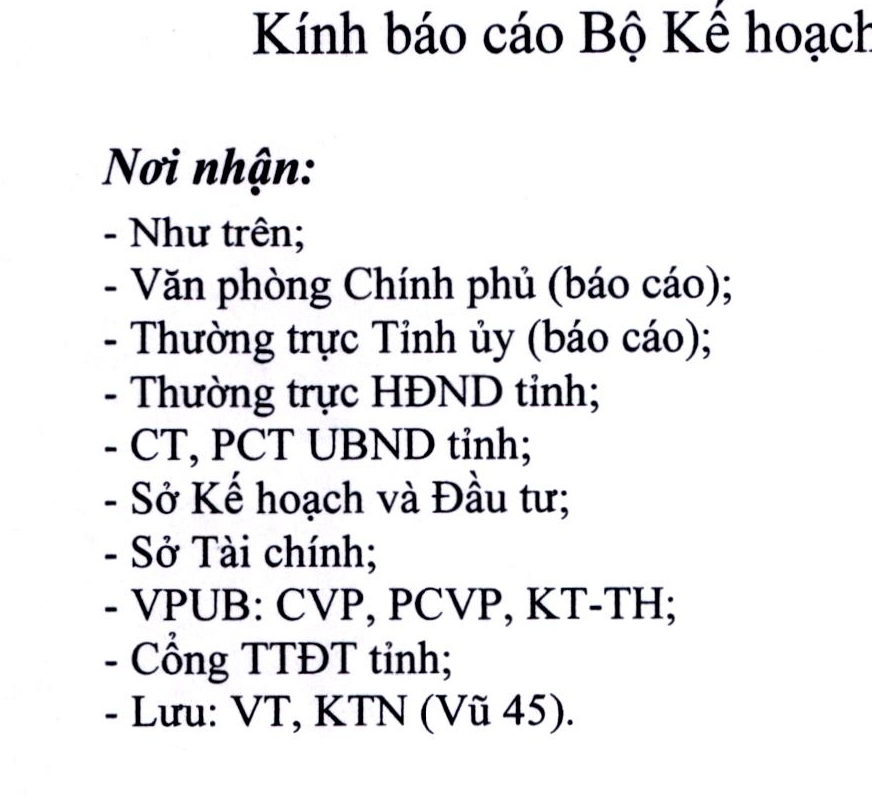 Kính báo cáo Bộ Kế hoạch
Nơi nhận:
- Như trên;
- Văn phòng Chính phủ (báo cáo);
- Thường trực Tỉnh ủy (báo cáo);
- Thường trực HĐND tỉnh;
- CT, PCT UBND tỉnh;
- Sở Kế hoạch và Đầu tư;
- Sở Tài chính;
- VPUB: CVP, PCVP, KT-TH;
- Cổng TTĐT tỉnh;
- Lưu: VT, KTN (Vũ 45).